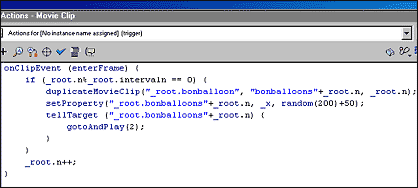 Actions - Movie Clip
Actions for [No instance name assigned] (trigger)
onClipEvent (enterFrame) {
if (_root.n%_root.intervaln == 0) {
duplicateMovieClip("_root.bonballoon", "bonballoons"+_root.n, _root.n);
setProperty("_root.bonballoons"+_root.n, _x, random(200)+50);
tellTarget ("_root.bonballoons"+_root.n) {
gotoAndPlay(2);
}
}
_root.n++;
}